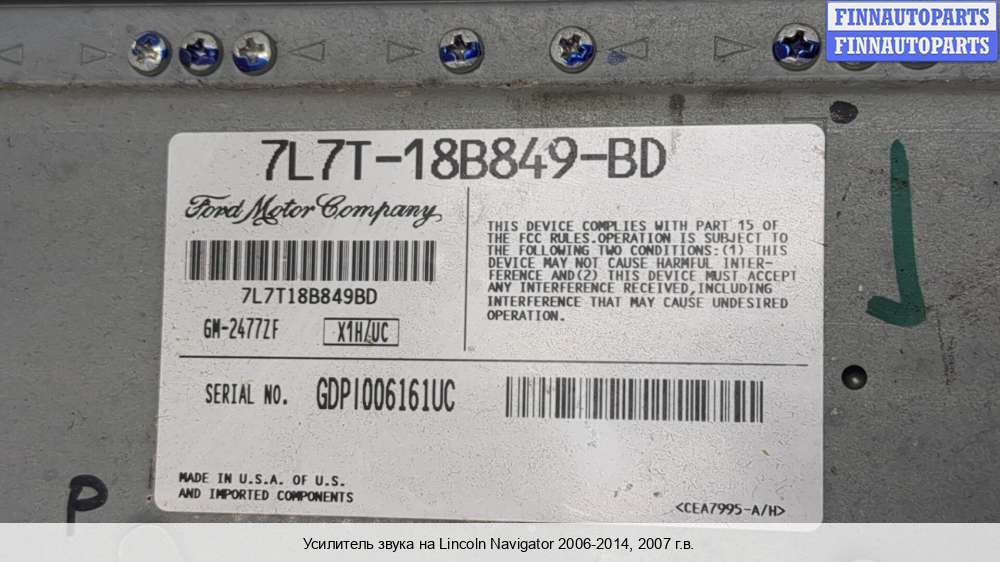 FINNAUTOPARTS
FINNAUTOPARTS
7L7T-18B849-BD
Ford Motor Company
7L7T18B849BD
GM-2477ZF
X1H/UC
THIS DEVICE COMPLIES WITH PART 15 OF
THE FCC RULES.OPERATION IS SUBJECT TO
THE FOLLOWING TWO CONDITIONS:(1) THIS
DEVICE MAY NOT CAUSE HARMFUL INTER-
FERENCE AND(2) THIS DEVICE MUST ACCEPT
ANY INTERFERENCE RECEIVED,INCLUDING
INTERFERENCE THAT MAY CAUSE UNDESIRED
OPERATION.
SERIAL NO. GDPI006161UC
MADE IN U.S.A. OF U.S.
AND IMPORTED COMPONENTS
<CEA7995-A/H>
P
Усилитель звука на Lincoln Navigator 2006-2014, 2007 г.в.